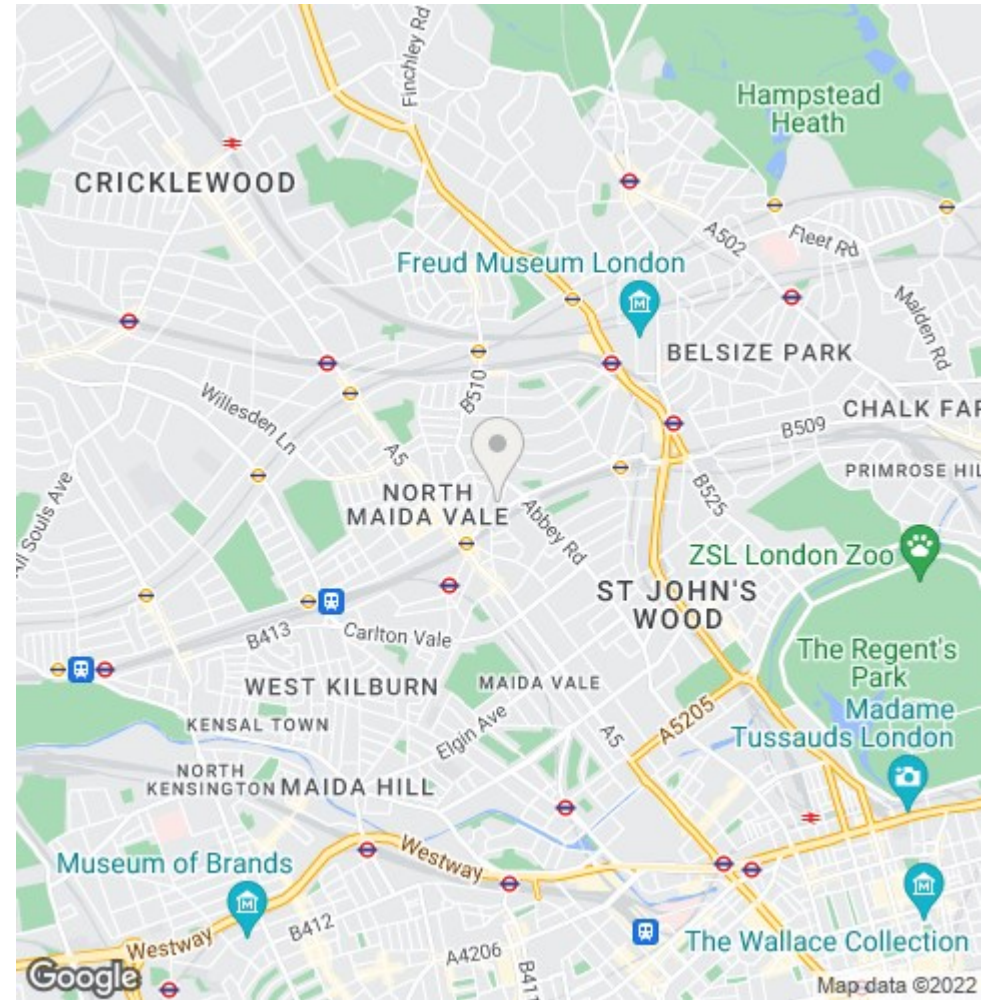 Finchley Rd
Hampstead
Heath
CRICKLEWOOD
A502
Fleet Rd
Freud Museum London
Malden Rd
BELSIZE PARK
B510
Willesden Ln
CHALK FAR
B509
A5
PRIMROSE HIL
B525
All Souls Ave
NORTH
MAIDA VALE
Abbey Rd
ZSL London Zoo
ST JOHN'S
WOOD
B413
Carlton Vale
The Regent's
Park
WEST KILBURN
MAIDA VALE
Madame
Tussauds London
KENSAL TOWN
Elgin Ave
A5
A5205
NORTH
KENSINGTON
MAIDA HILL
Westway
Museum of Brands
B412
Westway
A4206
B411
The Wallace Collection
Google
Map data ©2022